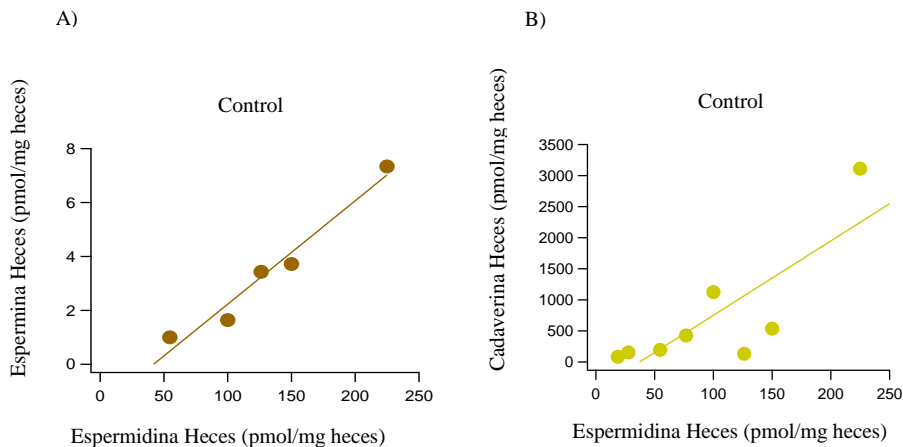 A)
Control
Espermina Heces (pmol/mg heces)
8
6
4
2
0
0 50 100 150 200 250
Espermidina Heces (pmol/mg heces)
B)
Control
Cadaverina Heces (pmol/mg heces)
3500
3000
2500
2000
1500
1000
500
0
0 50 100 150 200 250
Espermidina Heces (pmol/mg heces)